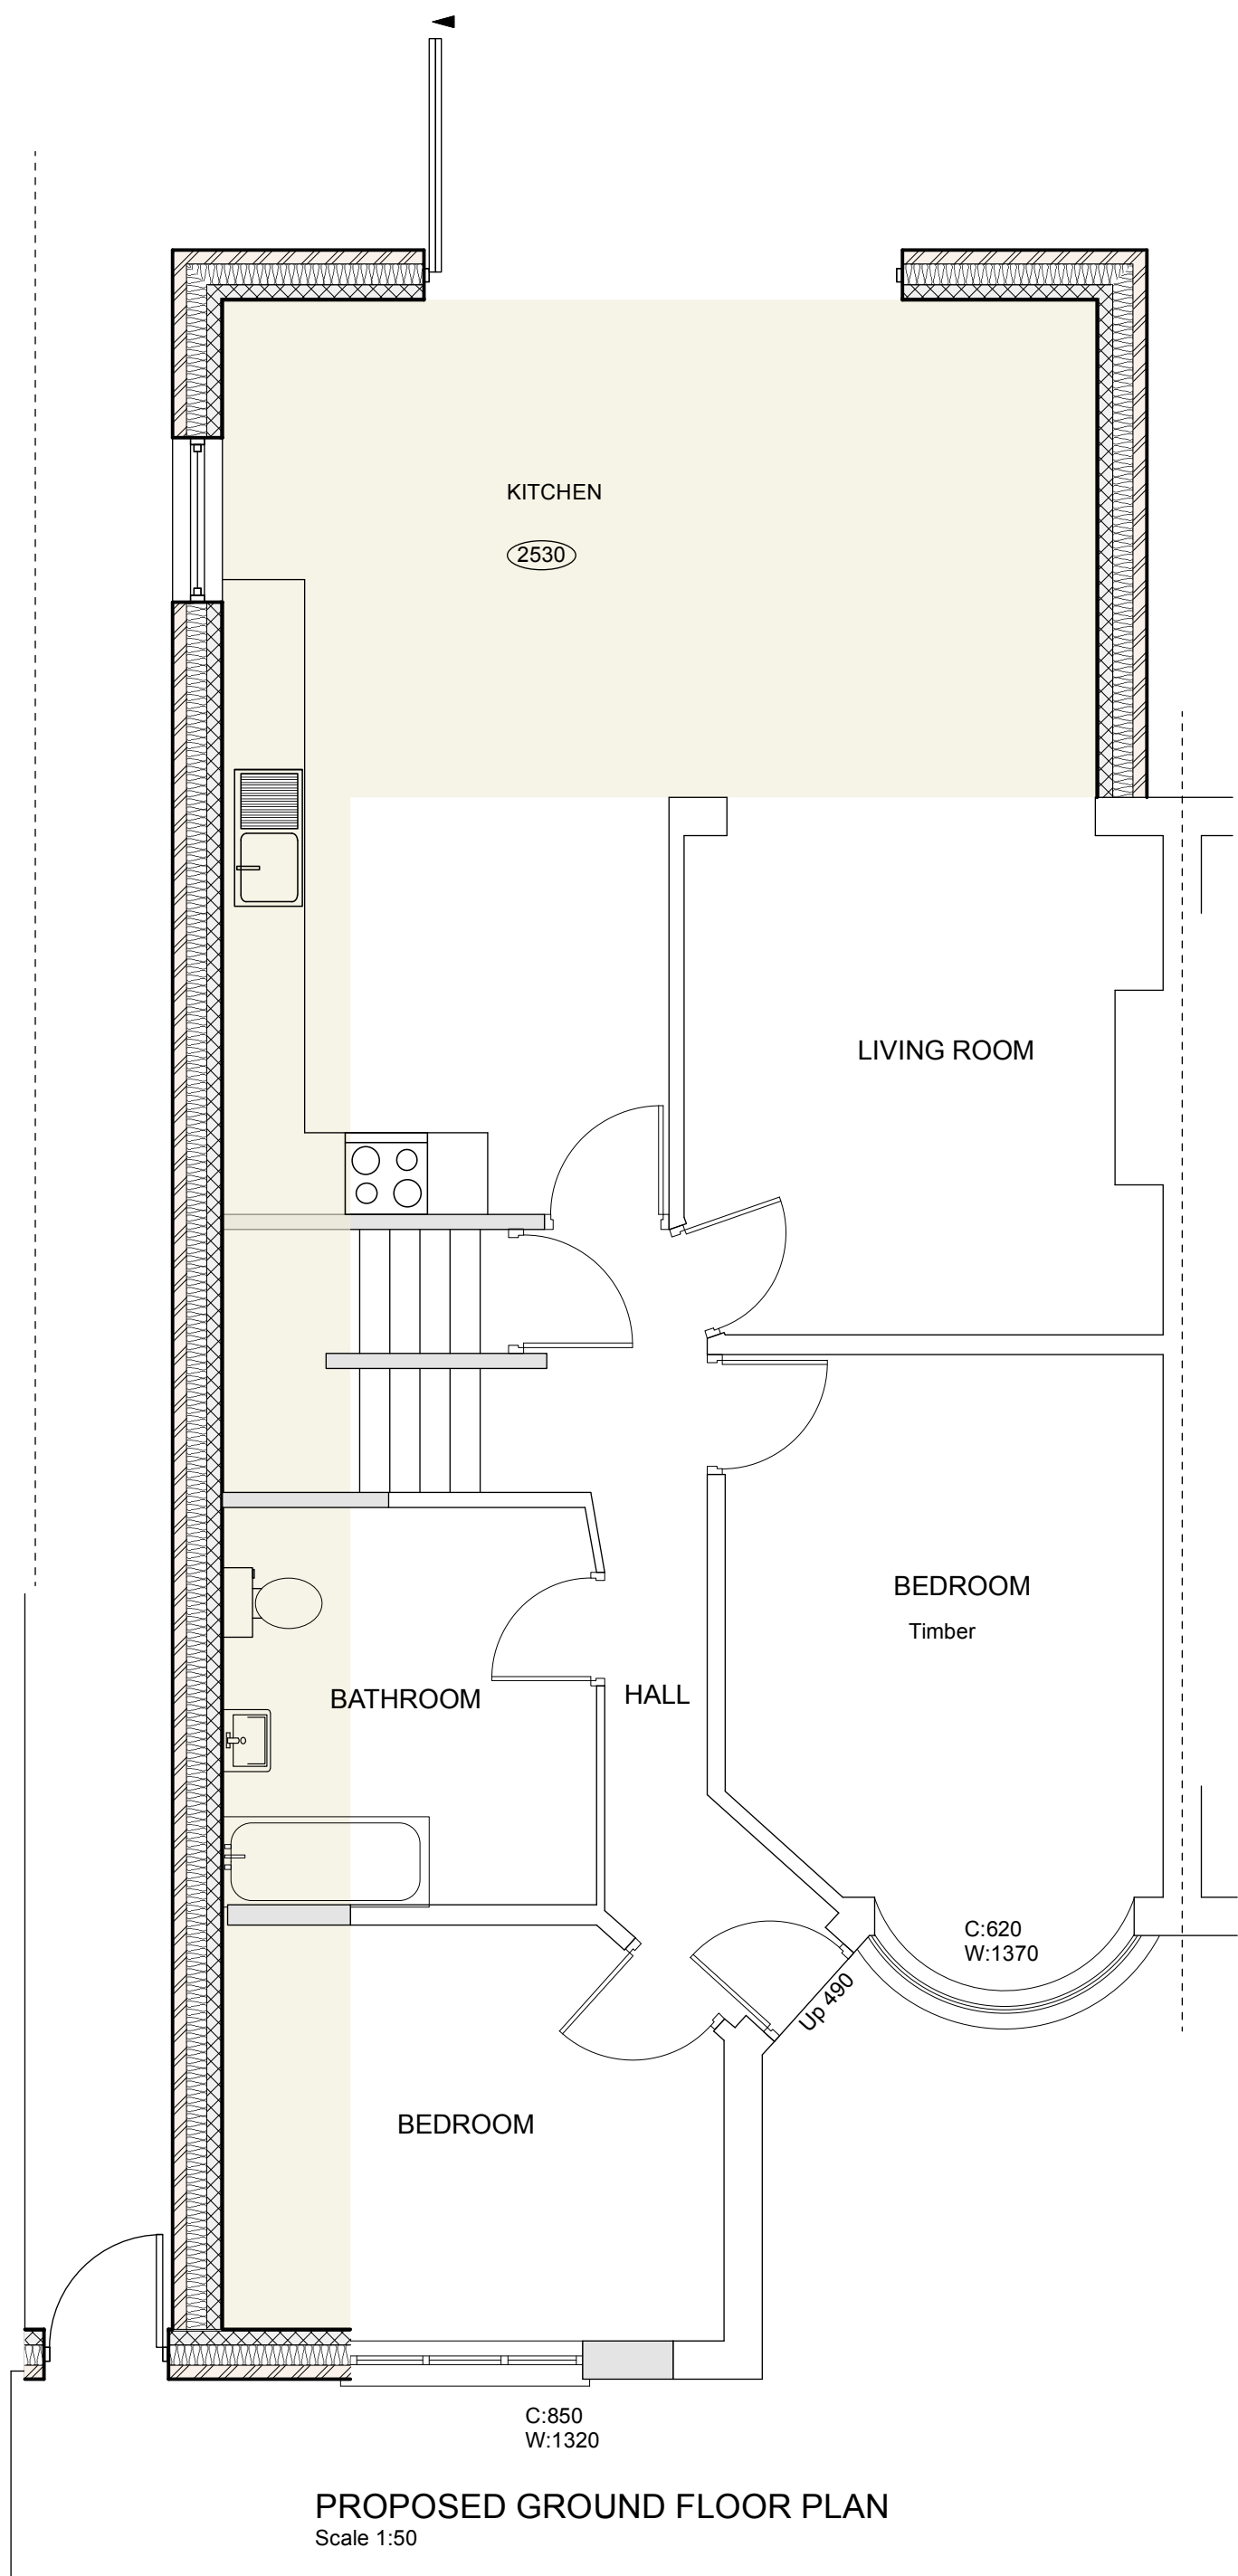 KITCHEN
2530
LIVING ROOM
BEDROOM
Timber
BATHROOM
HALL
C:620
W:1370
Up 490
BEDROOM
C:850
W:1320
PROPOSED GROUND FLOOR PLAN
Scale 1:50